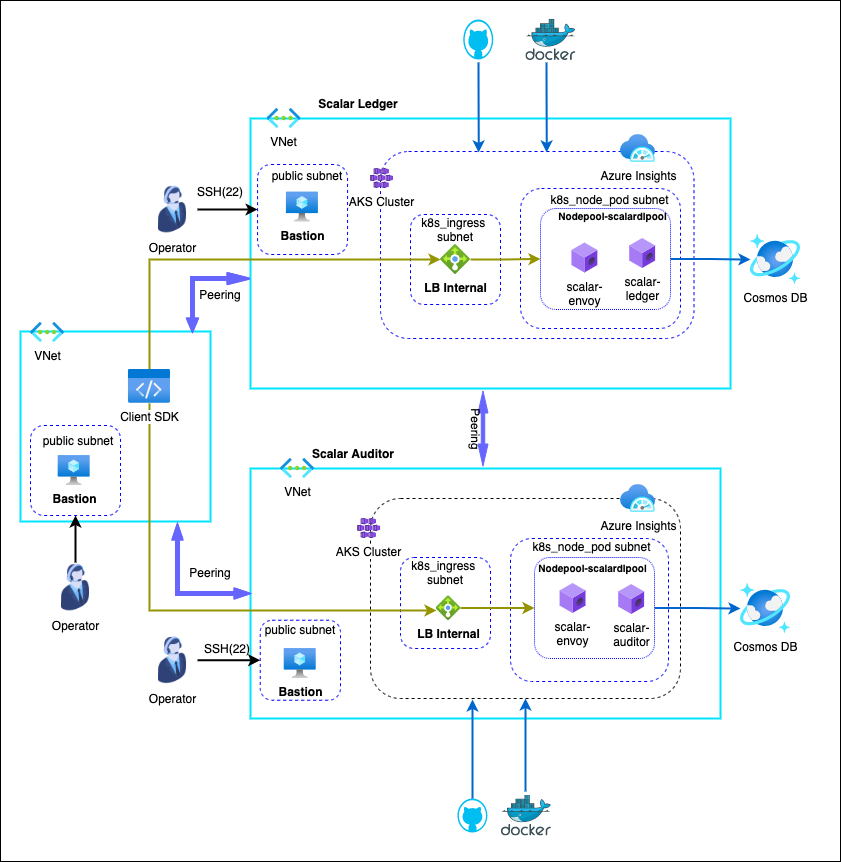 docker
Scalar Ledger
VNet
Azure Insights
public subnet
AKS Cluster
k8s_node_pod subnet
SSH(22)
Nodepool-scalardlpool
k8s_ingress
subnet
Bastion
Operator
LB Internal
scalar-
envoy
scalar-
ledger
Cosmos DB
Peering
VNet
Client SDK
public subnet
Bastion
Peering
Scalar Auditor
VNet
Azure Insights
AKS Cluster
k8s_node_pod subnet
k8s_ingress
subnet
Nodepool-scalardlpool
Peering
Operator
public subnet
LB Internal
scalar-
envoy
scalar-
auditor
Cosmos DB
SSH(22)
Operator
Bastion
docker